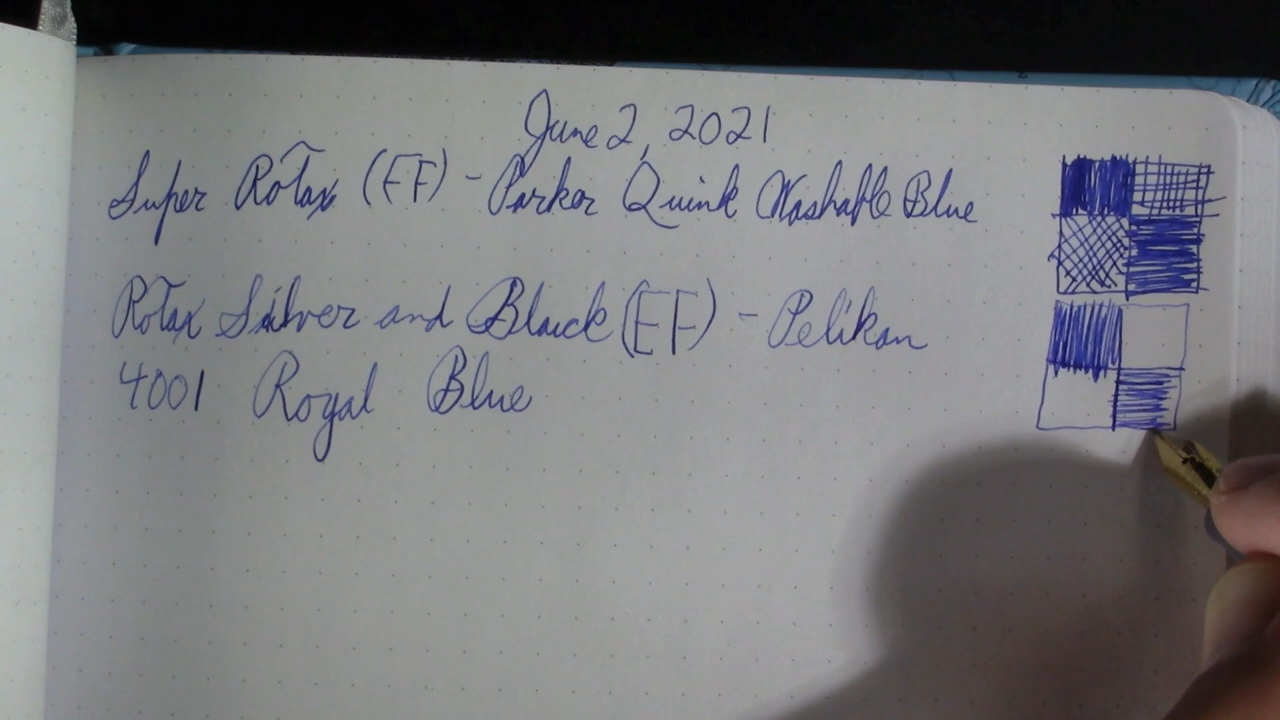 June 2, 2021
Super Rotax (EF) - Parker Quink Washable Blue
Rotax Silver and Black (EF) - Pelikan
4001 Royal Blue